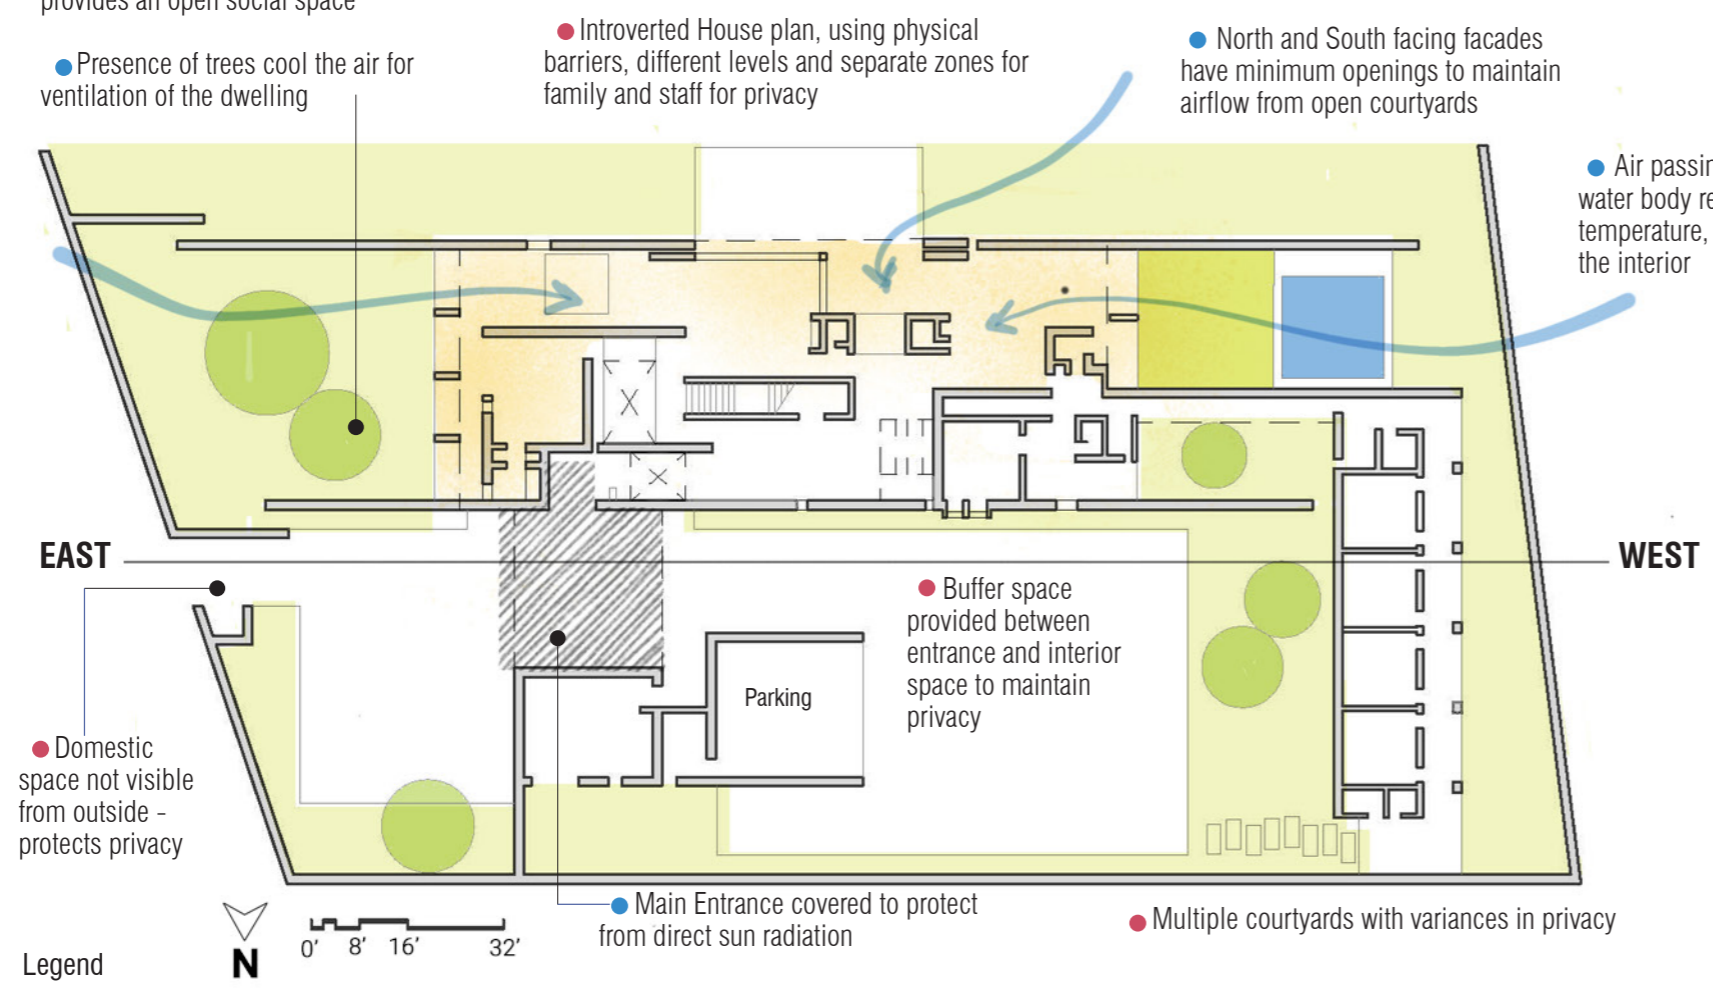 provides an open social space
Presence of trees cool the air for
ventilation of the dwelling
Introverted House plan, using physical
barriers, different levels and separate zones for
family and staff for privacy
North and South facing facades
have minimum openings to maintain
airflow from open courtyards
Air passin
water body re
temperature,
the interior
EAST
WEST
Buffer space
provided between
entrance and interior
space to maintain
privacy
Parking
Domestic
space not visible
from outside -
protects privacy
Main Entrance covered to protect
from direct sun radiation
Multiple courtyards with variances in privacy
N
0' 8' 16' 32'
Legend